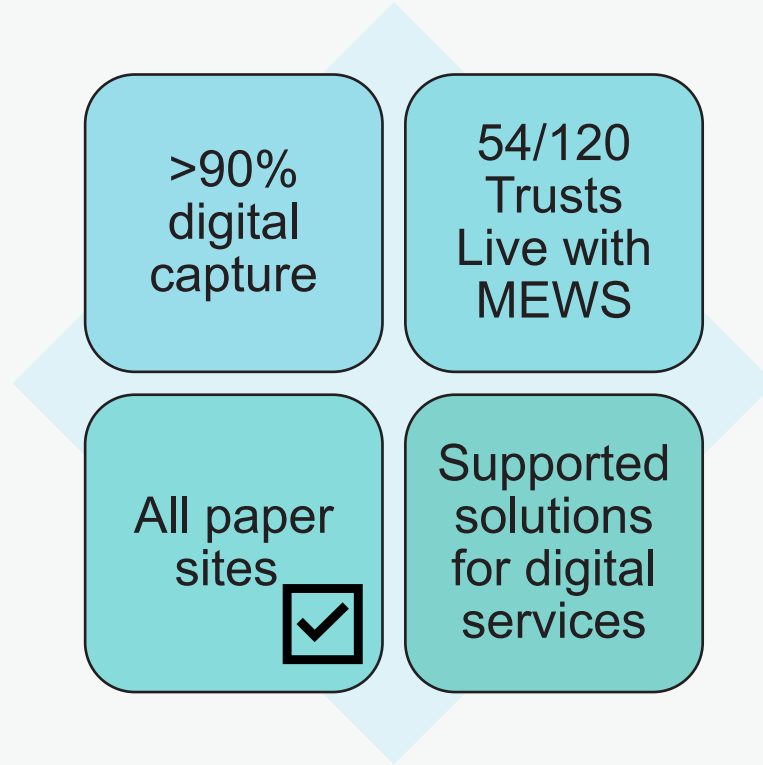 >90%
digital
capture
54/120
Trusts
Live with
MEWS
All paper
sites
Supported
solutions
for digital
services